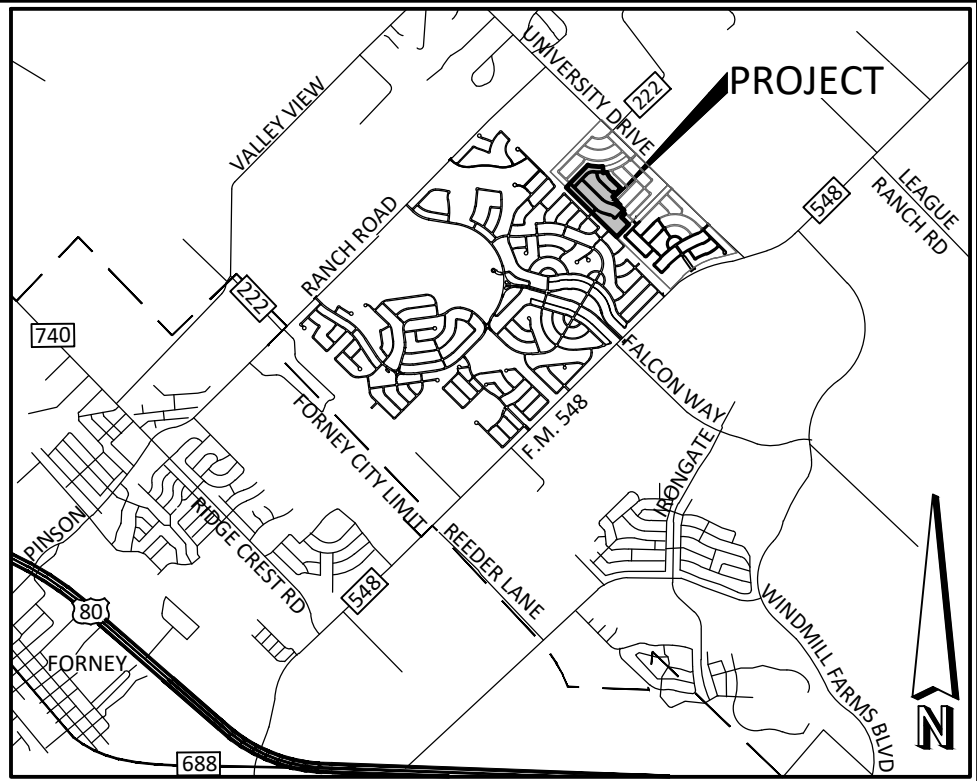 UNIVERSITY DRIVE
222
PROJECT
VALLEY VIEW
LEAGUE
RANCH RD
548
RANCH ROAD
222
740
FALCON WAY
F.M. 548
FORNEY CITY LIMIT
IRONGATE
RIDGE CREST RD
PINSON
REEDER LANE
548
WINDMILL FARMS BLVD
80
FORNEY
688
N